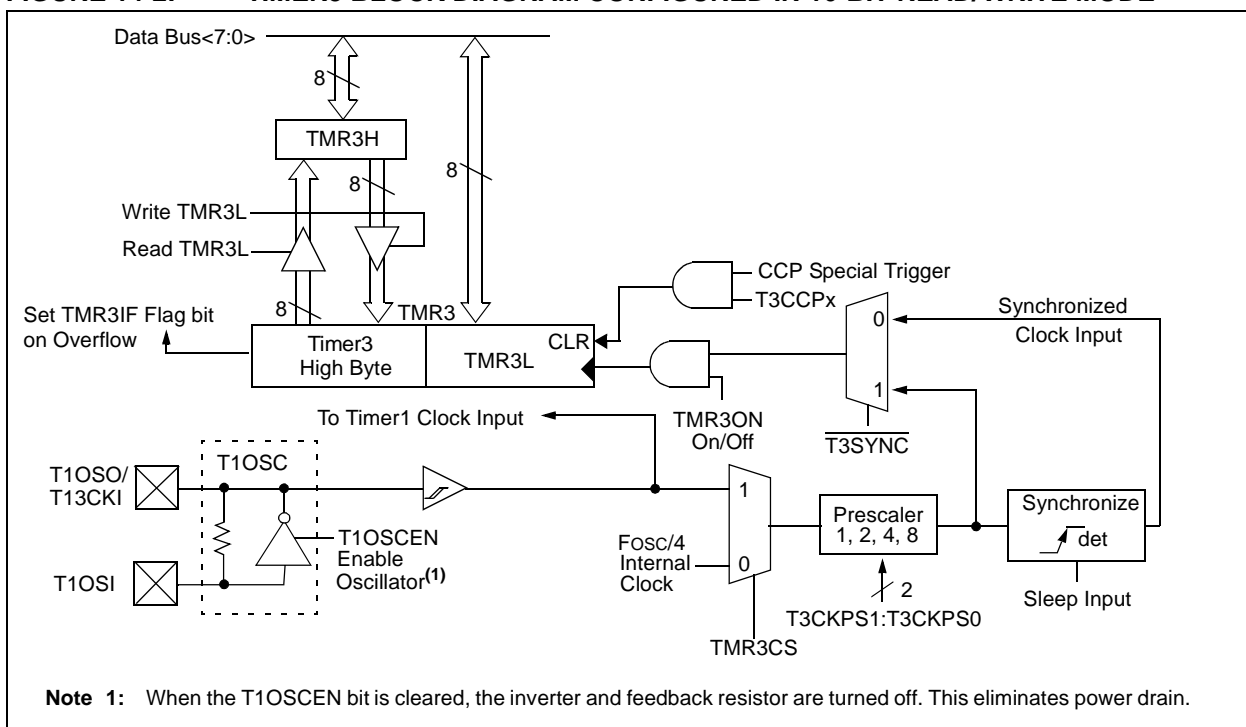 Data Bus<7:0>
8
TMR3H
8
8
Write TMR3L
Read TMR3L
CCP Special Trigger
8
TMR3
T3CCPx
Set TMR3IF Flag bit
on Overflow
Synchronized
Clock Input
0
CLR
Timer3
High Byte
TMR3L
1
To Timer1 Clock Input
TMR3ON
On/Off
T3SYNC
T1OSC
T1OSO/
T13CKI
1
Prescaler
1, 2, 4, 8
Synchronize
det
T1OSCEN
Enable
Oscillator(1)
FOSC/4
Internal
Clock
0
T1OSI
2
Sleep Input
T3CKPS1:T3CKPS0
TMR3CS
Note 1: When the T1OSCEN bit is cleared, the inverter and feedback resistor are turned off. This eliminates power drain.